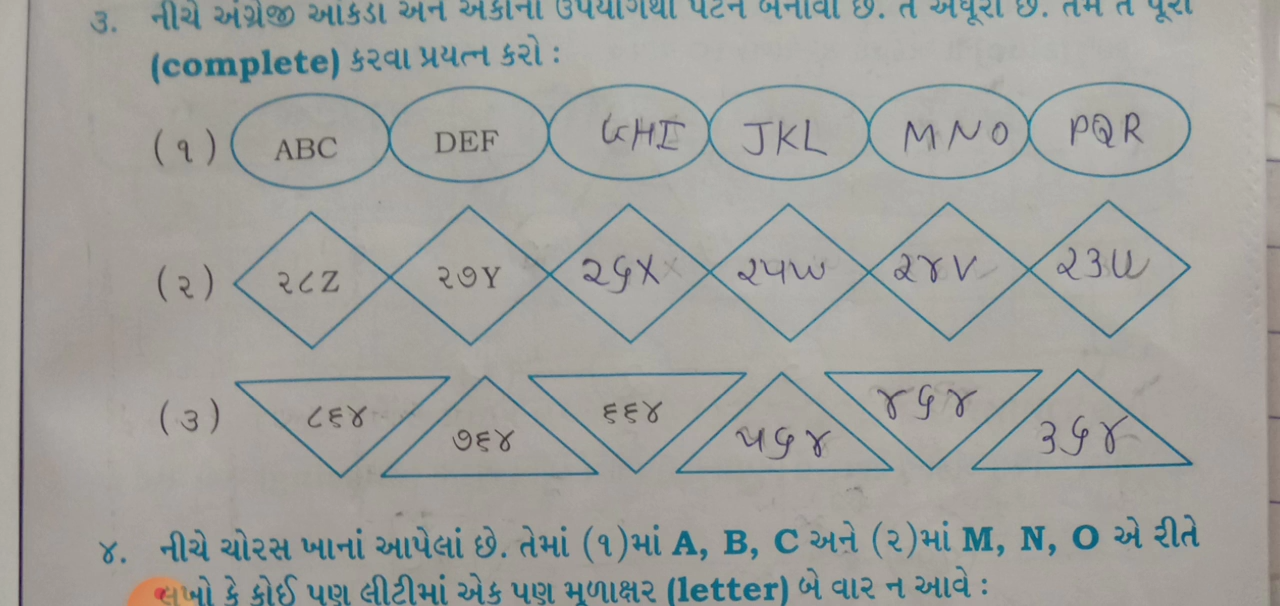 ૩. નીચે અંગ્રેજી આંકડા અને અંકોના ઉપયોગથી પેટર્ન બનાવી છે. તે અધૂરી છે. તમે તે પૂરી
(complete) કરવા પ્રયત્ન કરો :
(૧) ABC DEF GHI JKL MNO PQR
(૨) ૨૮Z ૨૭Y ૨૬X ૨૫W ૨૪V ૨૩U
(૩) ૮૬૪ ૭૬૪ ૬૬૪ ૫૬૪ ૪૬૪ ૩૬૪
૪. નીચે ચોરસ ખાનાં આપેલાં છે. તેમાં (૧)માં A, B, C અને (૨)માં M, N, O એ રીતે
લખો કે કોઈ પણ લીટીમાં એક પણ મૂળાક્ષર (letter) બે વાર ન આવે :